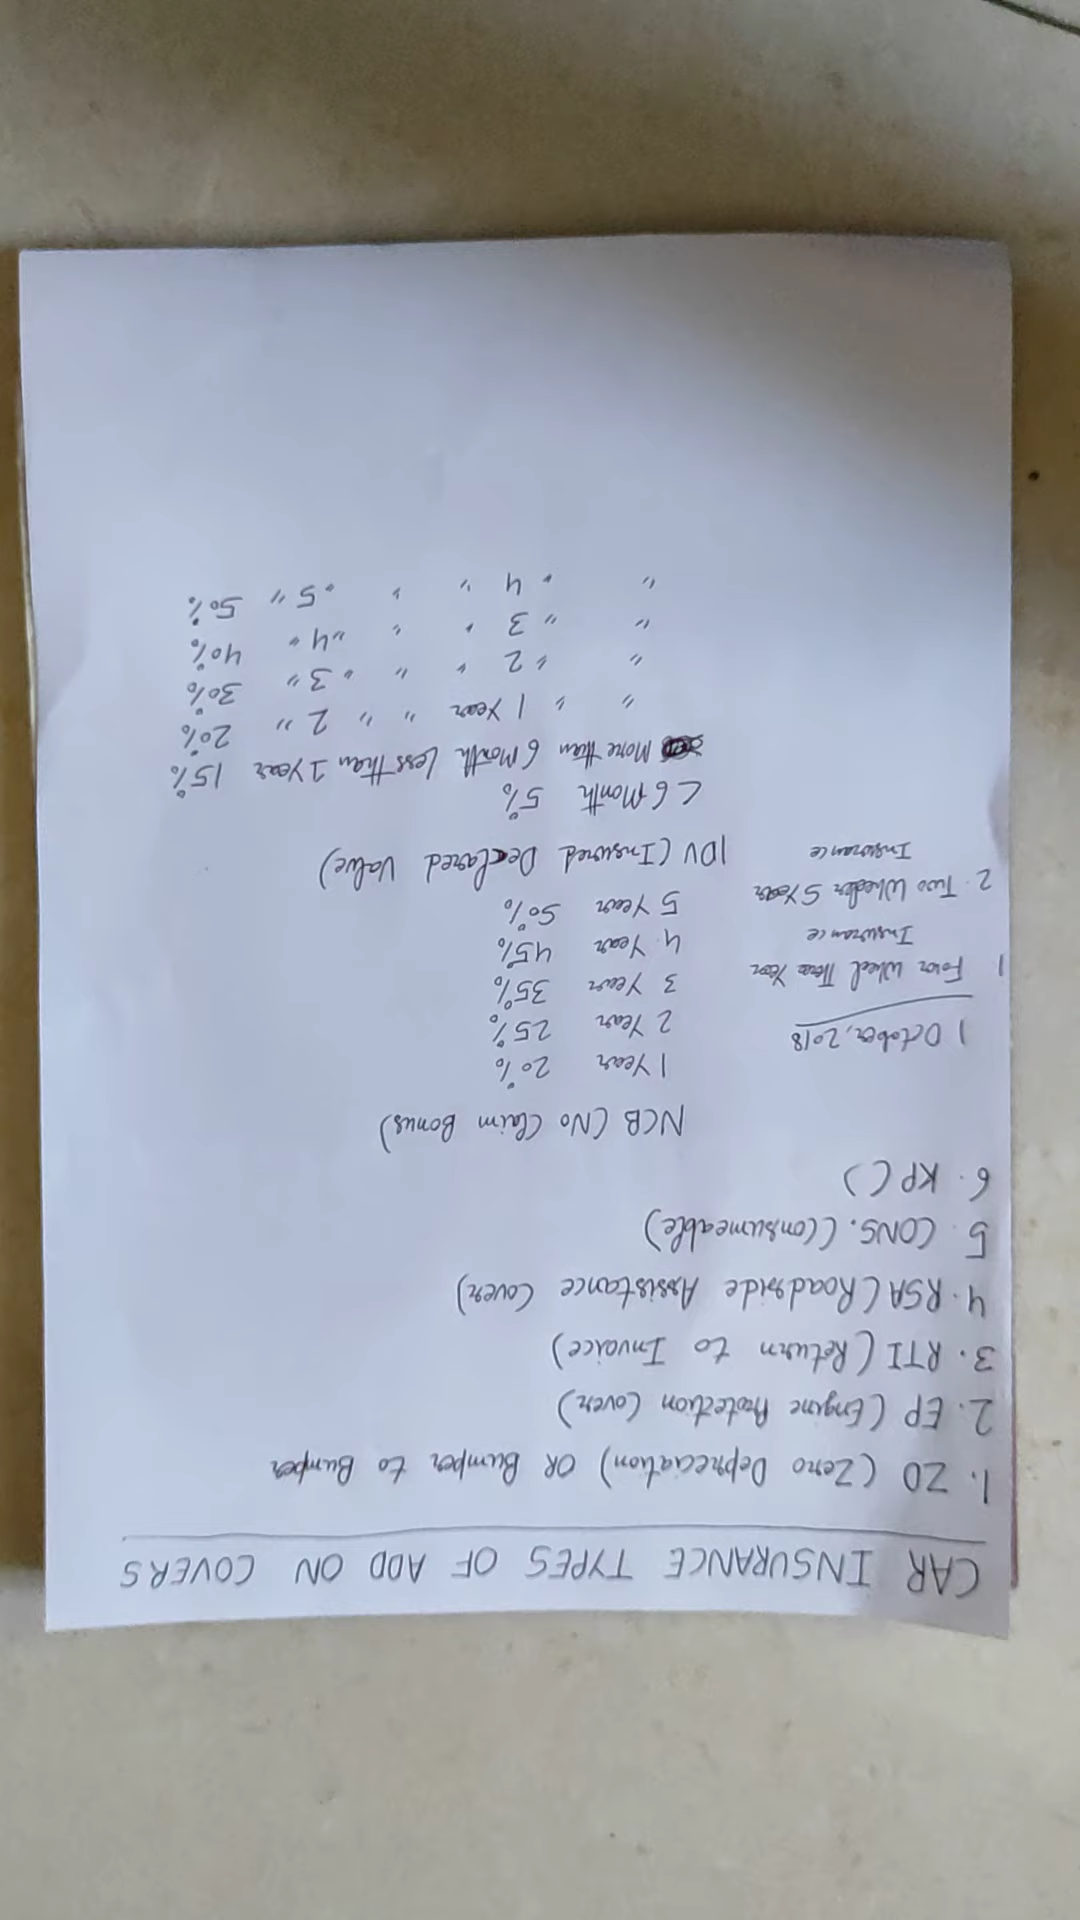 CAR INSURANCE TYPES OF ADD ON COVERS
1. ZD (Zero Depreciation) OR Bumper to Bumper
2. EP (Engine Protection Cover)
3. RTI (Return to Invoice)
4. RSA (Roadside Assistance Cover)
5. CONS. (Consumeable)
6. KP ( )
NCB (No Claim Bonus)
1 Year 20%
2 Year 25%
3 Year 35%
4 Year 45%
5 Year 50%
1 October, 2018
1 Four Wheel Three Year
Insurance
2. Two Wheeler 5 Year
Insurance
IDV (Insured Declared Value)
< 6 Month 5%
More than 6 Month Less than 1 Year 15%
" " 1 Year " " 2 " 20%
" " 2 " " " 3 " 30%
" " 3 " " " 4 " 40%
" " 4 " " " 5 " 50%